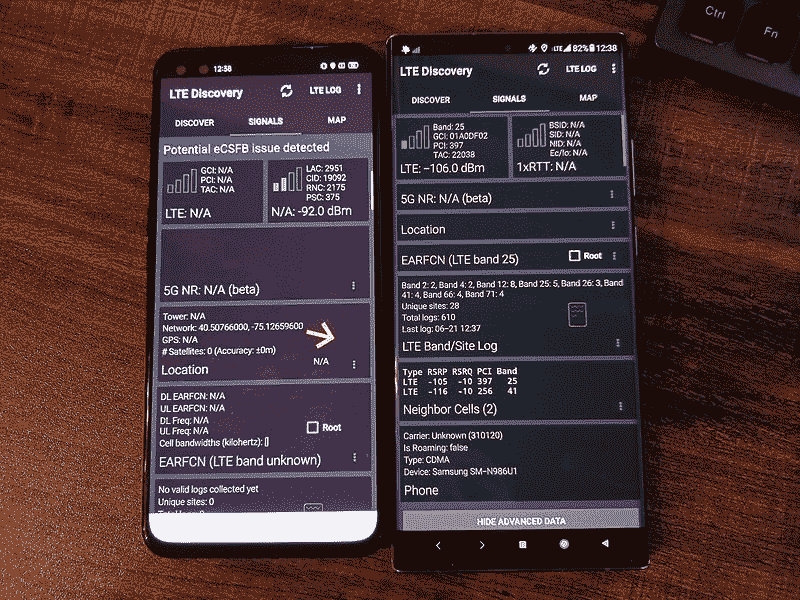 Ctrl
Fn
12:38
LTE Discovery
LTE LOG
DISCOVER
SIGNALS
MAP
Potential eCSFB issue detected
GCI: N/A
PCI: N/A
TAC: N/A
LTE: N/A
LAC: 2951
CID: 19092
RNC: 2175
PSC: 375
N/A: -92.0 dBm
5G NR: N/A (beta)
Tower: N/A
Network: 40.50766000, -75.12659600
GPS: N/A
# Satellites: 0 (Accuracy: ±0m)
N/A
Location
DL EARFCN: N/A
UL EARFCN: N/A
DL Freq: N/A
UL Freq: N/A
Cell bandwidths (kilohertz): []
Root
EARFCN (LTE band unknown)
No valid logs collected yet
Unique sites: 0
LTE 82% 12:38
LTE Discovery
LTE LOG
DISCOVER
SIGNALS
MAP
Band: 25
GCI: 01A0DF02
PCI: 397
TAC: 22038
LTE: -106.0 dBm
BSID: N/A
SID: N/A
NID: N/A
Ec/Io: N/A
1xRTT: N/A
5G NR: N/A (beta)
Location
EARFCN (LTE band 25)
Root
Band 2: 2, Band 4: 2, Band 12: 8, Band 25: 5, Band 26: 3, Band
41: 4, Band 66: 4, Band 71: 4
Unique sites: 28
Total logs: 610
Last log: 06-21 12:37
LTE Band/Site Log
Type RSRP RSRQ PCI Band
LTE -105 -10 397 25
LTE -116 -10 256 41
Neighbor Cells (2)
Carrier: Unknown (310120)
Is Roaming: false
Type: CDMA
Device: Samsung SM-N986U1
Phone
HIDE ADVANCED DATA